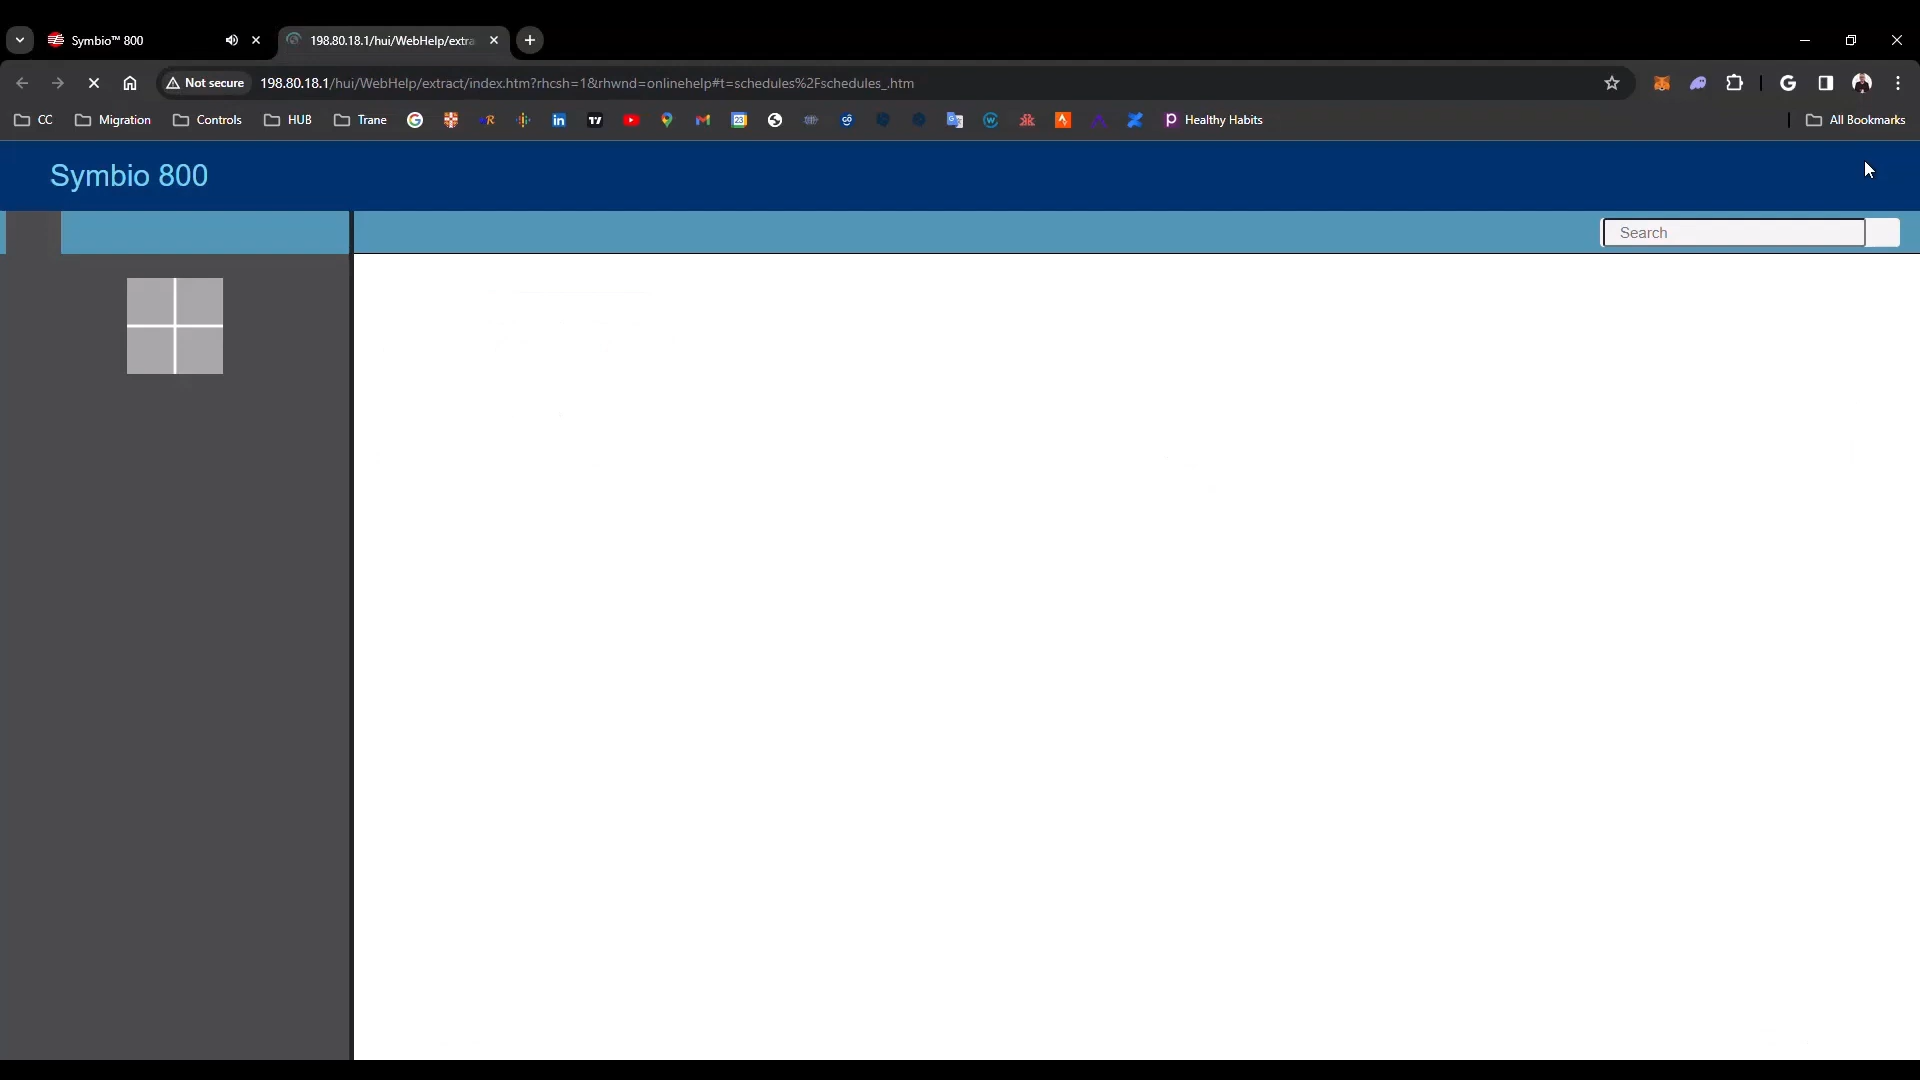 Symbio™ 800
198.80.18.1/hui/WebHelp/extra
Not secure
198.80.18.1/hui/WebHelp/extract/index.htm?rhcsh=1&rhwnd=onlinehelp#t=schedules%2Fschedules_.htm
CC
Migration
Controls
HUB
Trane
Healthy Habits
All Bookmarks
Symbio 800
Search